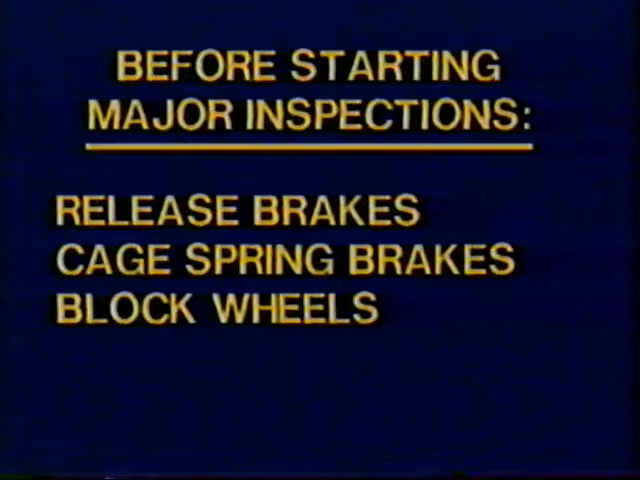 BEFORE STARTING
MAJOR INSPECTIONS:
RELEASE BRAKES
CAGE SPRING BRAKES
BLOCK WHEELS